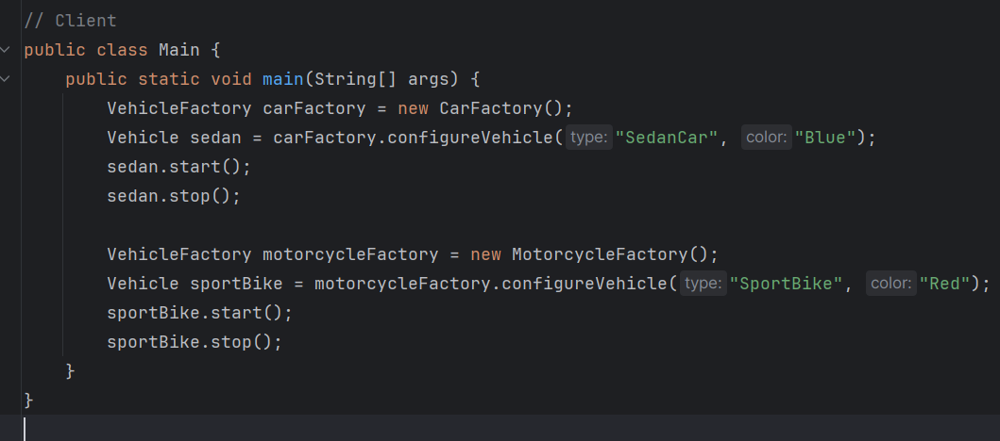 // Client
public class Main {
    public static void main(String[] args) {
        VehicleFactory carFactory = new CarFactory();
        Vehicle sedan = carFactory.configureVehicle( type: "SedanCar", color: "Blue");
        sedan.start();
        sedan.stop();

        VehicleFactory motorcycleFactory = new MotorcycleFactory();
        Vehicle sportBike = motorcycleFactory.configureVehicle( type: "SportBike", color: "Red");
        sportBike.start();
        sportBike.stop();
    }
}